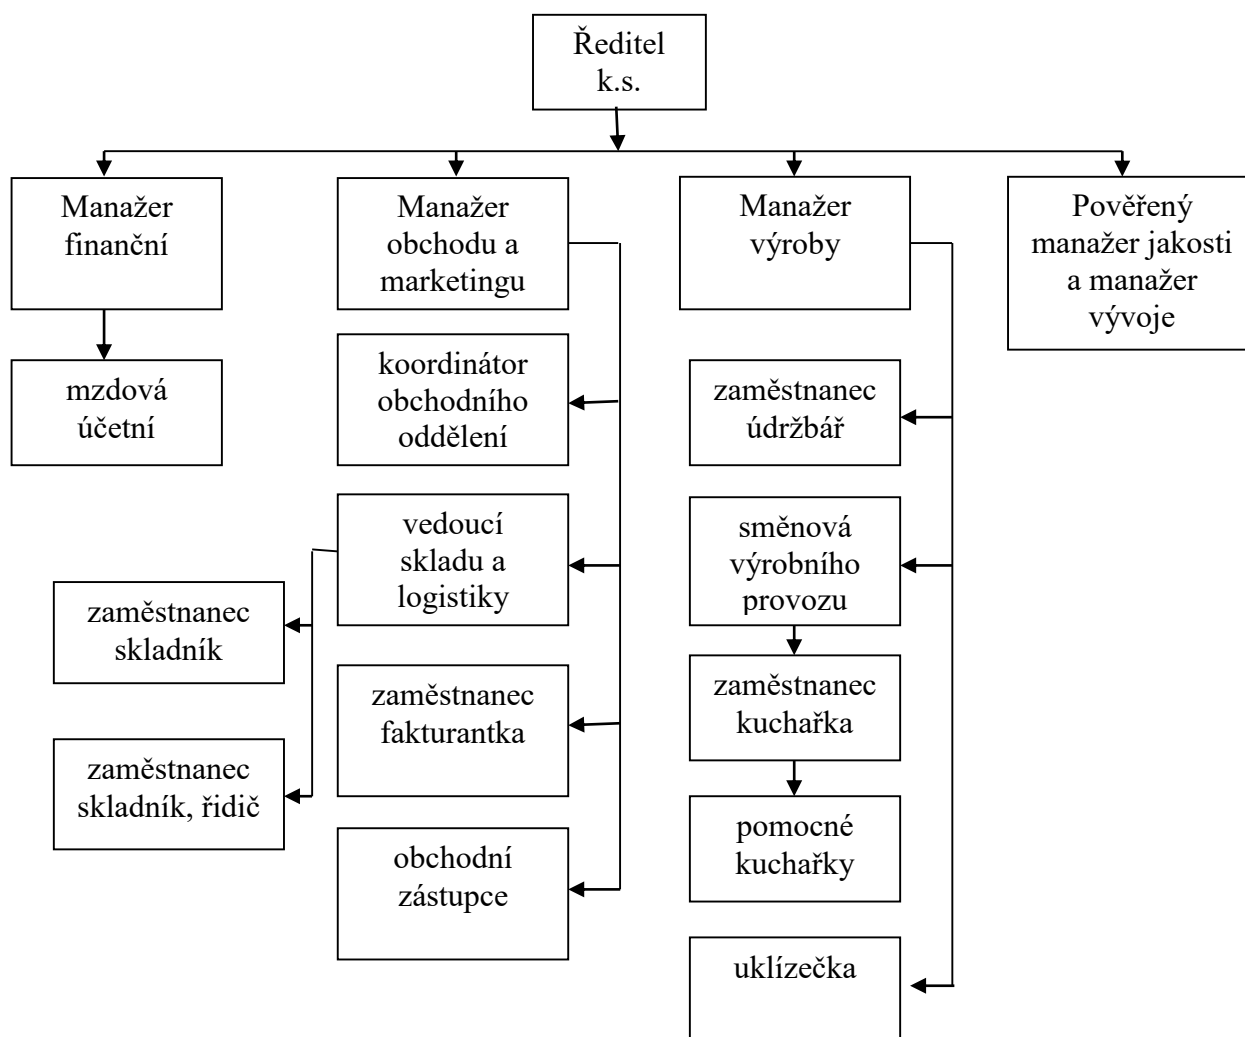 Ředitel
k.s.
Manažer
finanční
Manažer
obchodu a
marketingu
Manažer
výroby
Pověřený
manažer jakosti
a manažer
vývoje
mzdová
účetní
koordinátor
obchodního
oddělení
zaměstnanec
údržbář
vedoucí
skladu a
logistiky
směnová
výrobního
provozu
zaměstnanec
skladník
zaměstnanec
fakturantka
zaměstnanec
kuchařka
zaměstnanec
skladník, řidič
pomocné
kuchařky
obchodní
zástupce
uklízečka